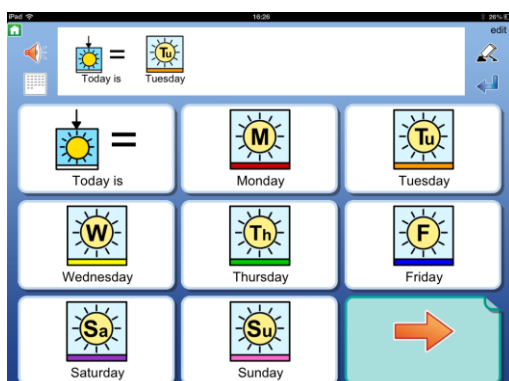 iPad 16:26 26%
edit
Tu
Today is Tuesday
M Tu
Today is Monday Tuesday
W Th F
Wednesday Thursday Friday
Sa Su
Saturday Sunday